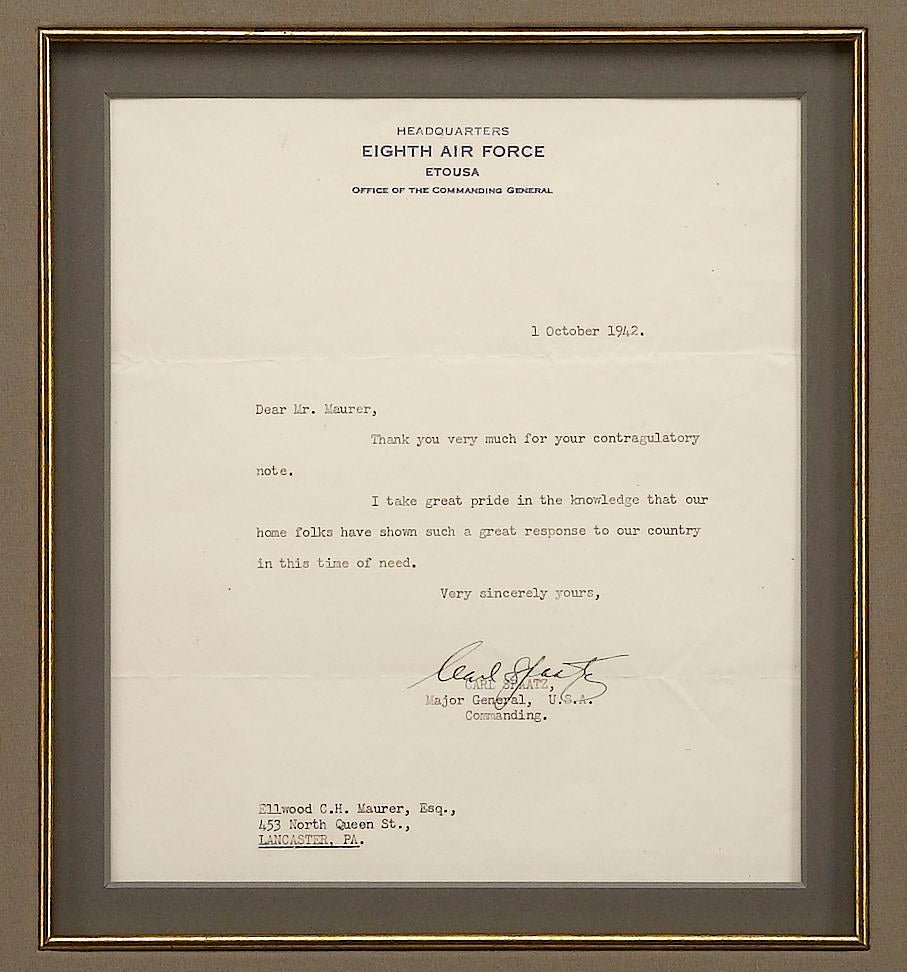 HEADQUARTERS
EIGHTH AIR FORCE
ETOUSA
OFFICE OF THE COMMANDING GENERAL
1 October 1942.
Dear Mr. Maurer,
Thank you very much for your contragulatory
note.
I take great pride in the knowledge that our
home folks have shown such a great response to our country
in this time of need.
Very sincerely yours,
Carl Spaatz
CARL SPAATZ,
Major General, U.S.A.
Commanding.
Ellwood C.H. Maurer, Esq.,
453 North Queen St.,
LANCASTER, PA.